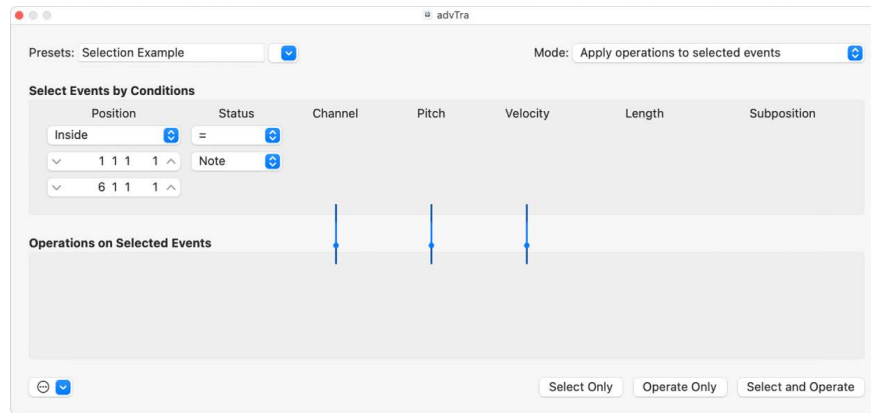 advTra
Presets: Selection Example
Mode: Apply operations to selected events
Select Events by Conditions
Position Status Channel Pitch Velocity Length Subposition
Inside =
1 1 1 1 Note
6 1 1 1
Operations on Selected Events
Select Only Operate Only Select and Operate